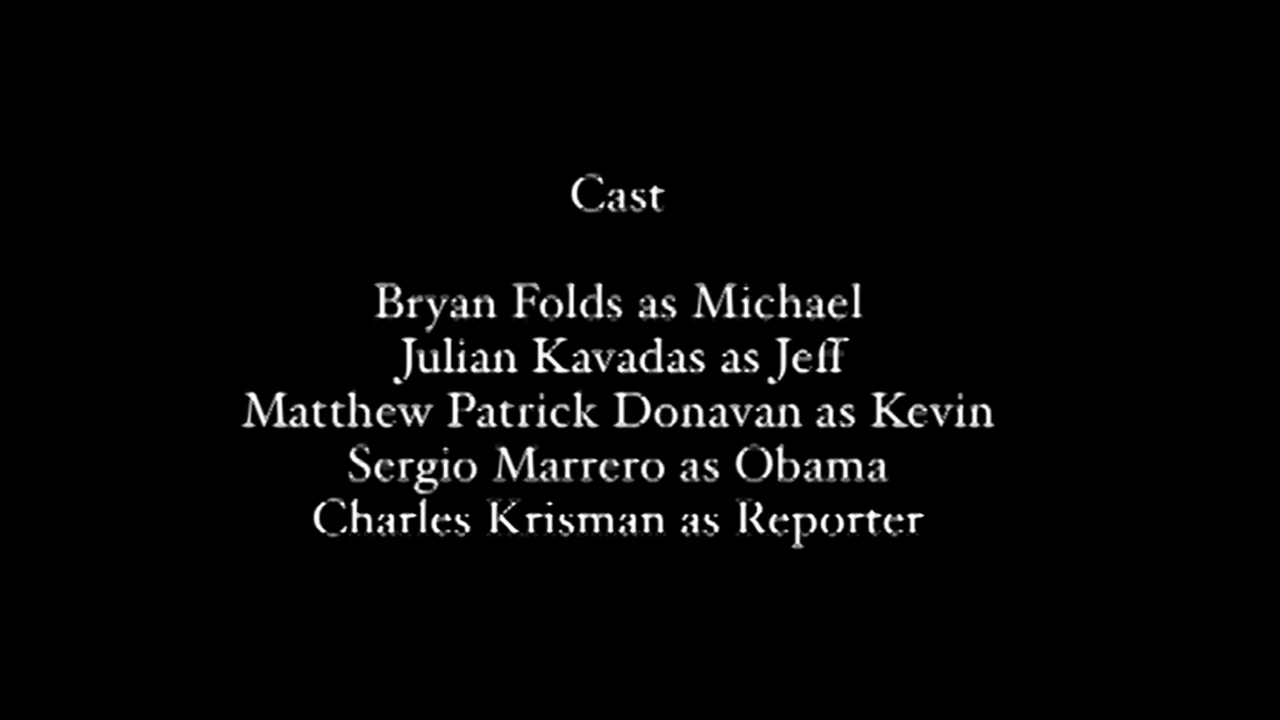 Cast
Bryan Folds as Michael
Julian Kavadas as Jeff
Matthew Patrick Donavan as Kevin
Sergio Marrero as Obama
Charles Krisman as Reporter